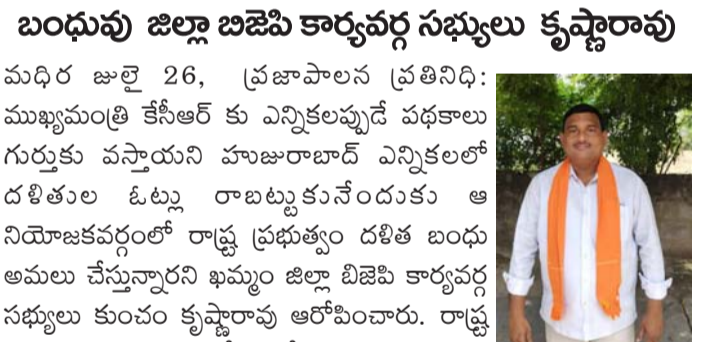 బంధువు జిల్లా బిజెపి కార్యవర్గ సభ్యులు కృష్ణారావు
మధిర జులై 26, ప్రజాపాలన ప్రతినిధి:
ముఖ్యమంత్రి కేసీఆర్ కు ఎన్నికలప్పుడే పథకాలు
గుర్తుకు వస్తాయని హుజురాబాద్ ఎన్నికలలో
దళితుల ఓట్లు రాబట్టుకునేందుకు ఆ
నియోజకవర్గంలో రాష్ట్ర ప్రభుత్వం దళిత బంధు
అమలు చేస్తున్నారని ఖమ్మం జిల్లా బిజెపి కార్యవర్గ
సభ్యులు కుంచం కృష్ణారావు ఆరోపించారు. రాష్ట్ర